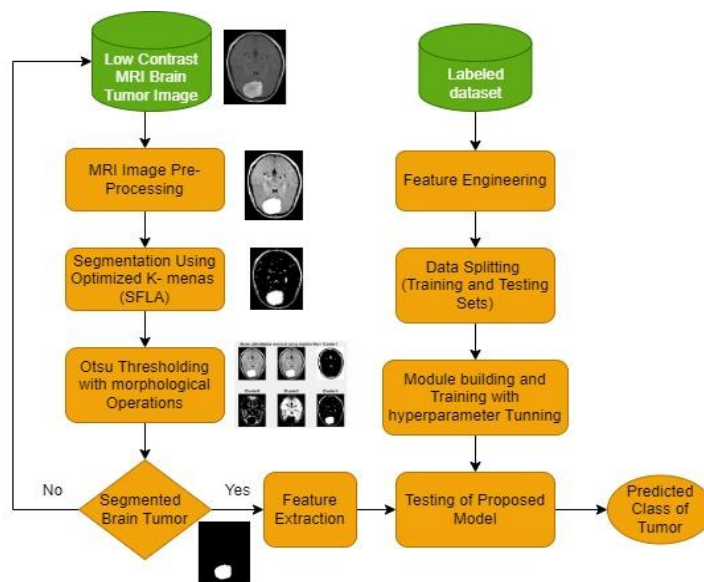 Low Contrast
MRI Brain
Tumor Image
MRI Image Pre-
Processing
Segmentation Using
Optimized K- menas
(SFLA)
Otsu Thresholding
with morphological
Operations
No
Segmented
Brain Tumor
Yes
Feature
Extraction
Labeled
dataset
Feature Engineering
Data Splitting
(Training and Testing
Sets)
Module building and
Training with
hyperparameter Tunning
Testing of Proposed
Model
Predicted
Class of
Tumor